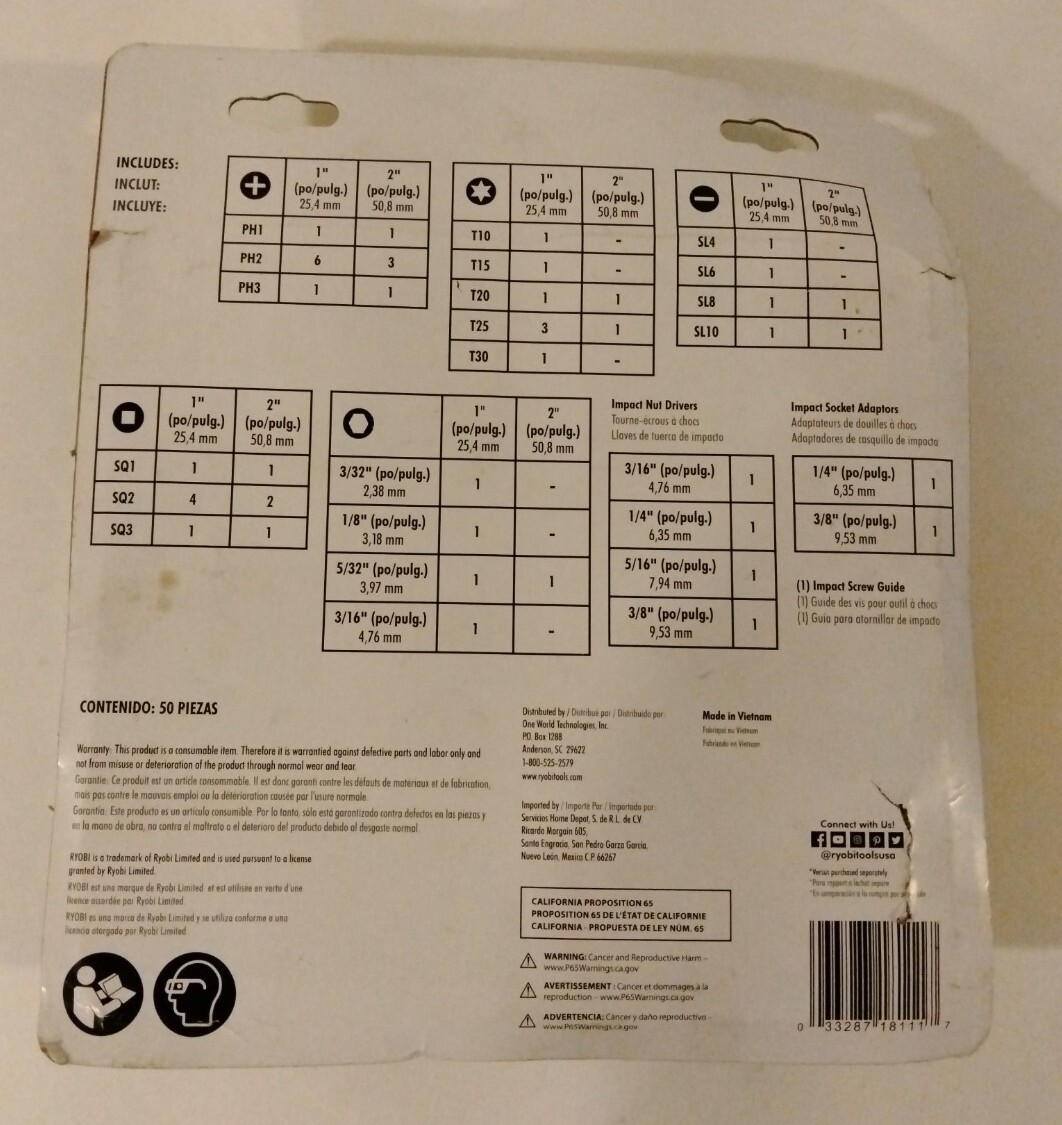 INCLUDES:
INCLUT:
INCLUYE:
1" (po/pulg.) 25,4 mm 2" (po/pulg.) 50,8 mm
PH1 1 1
PH2 6 3
PH3 1 1
1" (po/pulg.) 25,4 mm 2" (po/pulg.) 50,8 mm
T10 1 -
T15 1 -
T20 1 1
T25 3 1
T30 1 -
1" (po/pulg.) 25,4 mm 2" (po/pulg.) 50,8 mm
SL4 1 -
SL6 1 -
SL8 1 1
SL10 1 1
1" (po/pulg.) 25,4 mm 2" (po/pulg.) 50,8 mm
SQ1 1 1
SQ2 4 2
SQ3 1 1
1" (po/pulg.) 25,4 mm 2" (po/pulg.) 50,8 mm
3/32" (po/pulg.) 2,38 mm 1 -
1/8" (po/pulg.) 3,18 mm 1 -
5/32" (po/pulg.) 3,97 mm 1 1
3/16" (po/pulg.) 4,76 mm 1 -
Impact Nut Drivers
Tourne-écrous à chocs
Llaves de tuerca de impacto
3/16" (po/pulg.) 4,76 mm 1
1/4" (po/pulg.) 6,35 mm 1
5/16" (po/pulg.) 7,94 mm 1
3/8" (po/pulg.) 9,53 mm 1
Impact Socket Adaptors
Adaptateurs de douilles à chocs
Adaptadores de casquillo de impacto
1/4" (po/pulg.) 6,35 mm 1
3/8" (po/pulg.) 9,53 mm 1
(1) Impact Screw Guide
(1) Guide des vis pour outil à chocs
(1) Guia para atornillar de impacto
CONTENIDO: 50 PIEZAS
Warranty: This product is a consumable item. Therefore it is warrantied against defective parts and labor only and
not from misuse or deterioration of the product through normal wear and tear.
Garantie: Ce produit est un article consommable. Il est donc garanti contre les défauts de matériaux et de fabrication,
mais pas contre le mauvais emploi ou la détérioration causée par l'usure normale.
Garantía: Este producto es un artículo consumible. Por lo tanto, sólo está garantizado contra defectos en las piezas y
en la mano de obra, no contra el maltrato o el deterioro del producto debido al desgaste normal.
RYOBI is a trademark of Ryobi Limited and is used pursuant to a license
granted by Ryobi Limited.
RYOBI est une marque de Ryobi Limited et est utilisée en vertu d'une
licence accordée par Ryobi Limited.
RYOBI es una marca de Ryobi Limited y se utiliza conforme a una
licencia otorgada por Ryobi Limited.
Distributed by / Distribué par / Distribuido por:
One World Technologies, Inc.
P.O. Box 1288
Anderson, SC 29622
1-800-525-2579
www.ryobitools.com
Imported by / Importé Par / Importado por:
Servicios Home Depot, S. de R.L. de C.V
Ricardo Margain 605,
Santa Engracia, San Pedro Garza Garcia,
Nuevo León, Mexico C.P. 66267
Made in Vietnam
Fabriqué au Vietnam
Fabricado en Vietnam
CALIFORNIA PROPOSITION 65
PROPOSITION 65 DE L'ÉTAT DE CALIFORNIE
CALIFORNIA - PROPUESTA DE LEY NÚM. 65
WARNING: Cancer and Reproductive Harm –
www.P65Warnings.ca.gov
AVERTISSEMENT : Cancer et dommages à la
reproduction – www.P65Warnings.ca.gov
ADVERTENCIA: Cáncer y daño reproductivo -
www.P65Warnings.ca.gov
Connect with Us!
@ryobitoolsusa
*Versus purchased separately
*En comparación a la compra por
0 33287 18111 7